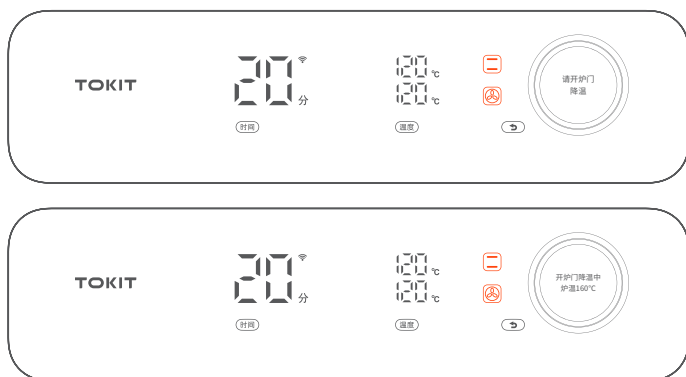 TOKIT
20
分
时间
120 ℃
120 ℃
温度
请开炉门
降温
TOKIT
20
分
时间
120 ℃
120 ℃
温度
开炉门降温中
炉温160℃